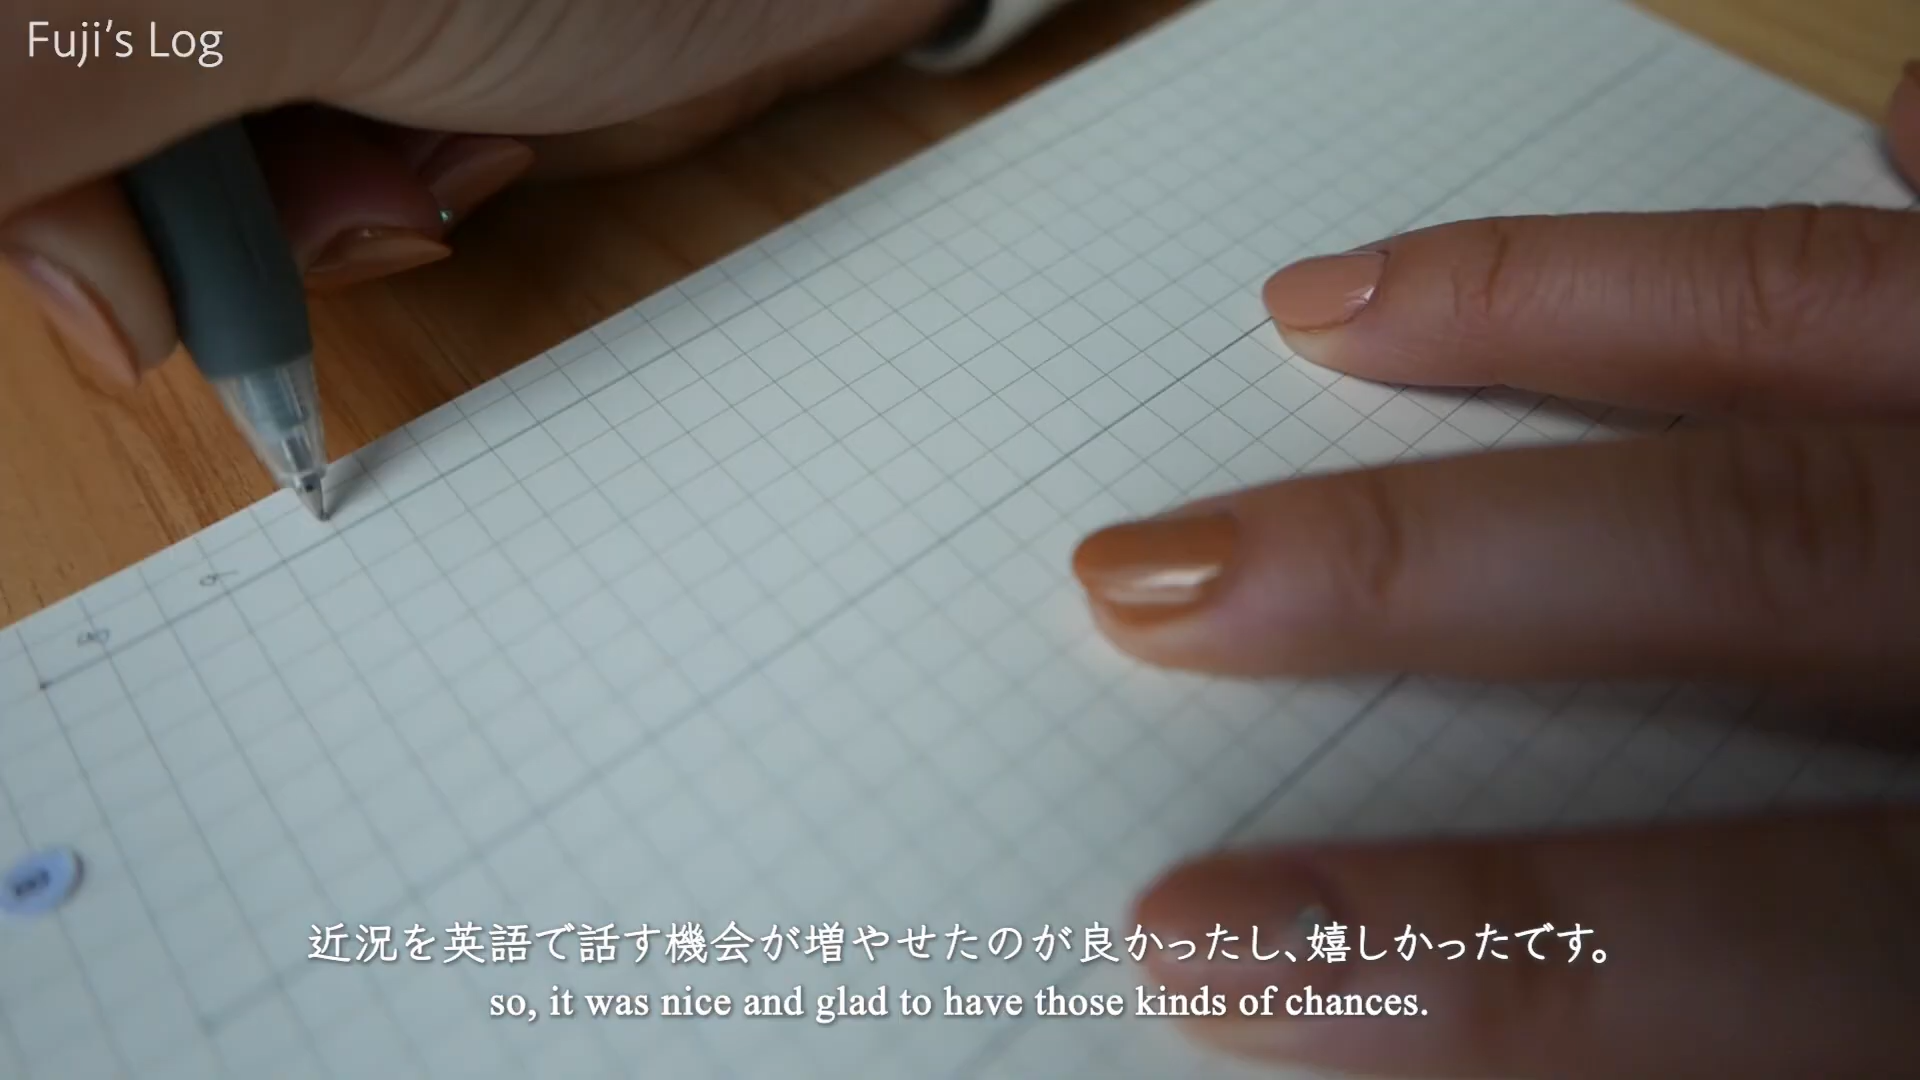 Fuji's Log
近況を英語で話す機会が増やせたのが良かったし、嬉しかったです。
so, it was nice and glad to have those kinds of chances.